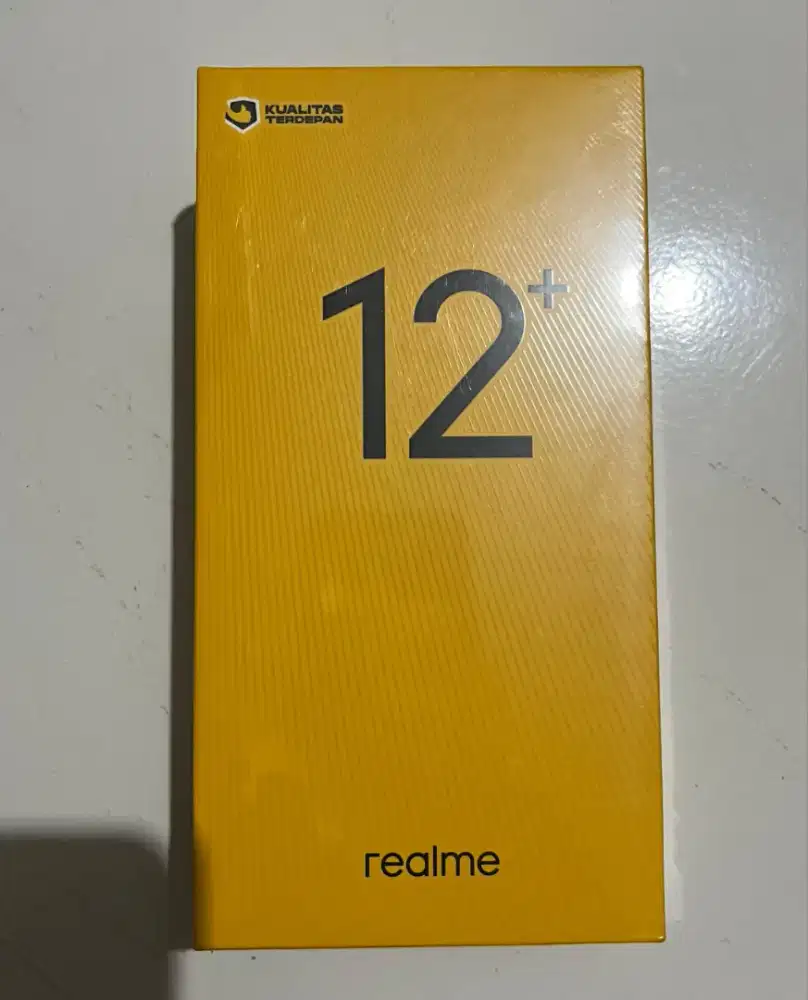 KUALITAS
TERDEPAN
12+
realme